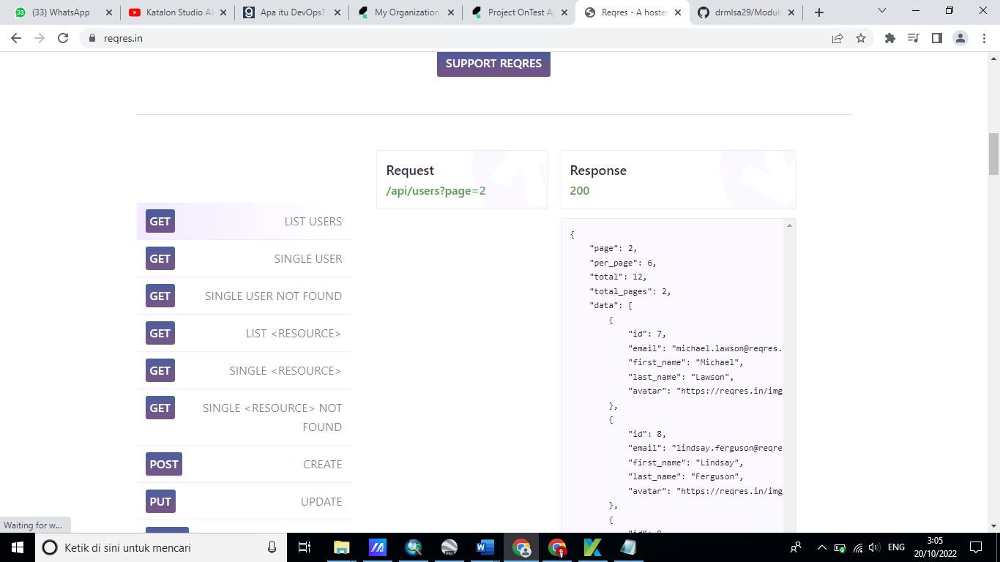 (33) WhatsApp
Katalon Studio A
Apa itu DevOps?
My Organization
Project OnTest A
Reqres - A hoste
drmlsa29/Modul
reqres.in
SUPPORT REQRES
Request
/api/users?page=2
Response
200
GET LIST USERS
GET SINGLE USER
GET SINGLE USER NOT FOUND
GET LIST <RESOURCE>
GET SINGLE <RESOURCE>
GET SINGLE <RESOURCE> NOT
FOUND
POST CREATE
PUT UPDATE
{
"page": 2,
"per_page": 6,
"total": 12,
"total_pages": 2,
"data": [
{
"id": 7,
"email": "michael.lawson@reqres.
"first_name": "Michael",
"last_name": "Lawson",
"avatar": "https://reqres.in/img
},
{
"id": 8,
"email": "lindsay.ferguson@reqre
"first_name": "Lindsay",
"last_name": "Ferguson",
"avatar": "https://reqres.in/img
},
{
Waiting for w...
Ketik di sini untuk mencari
ENG
3:05
20/10/2022